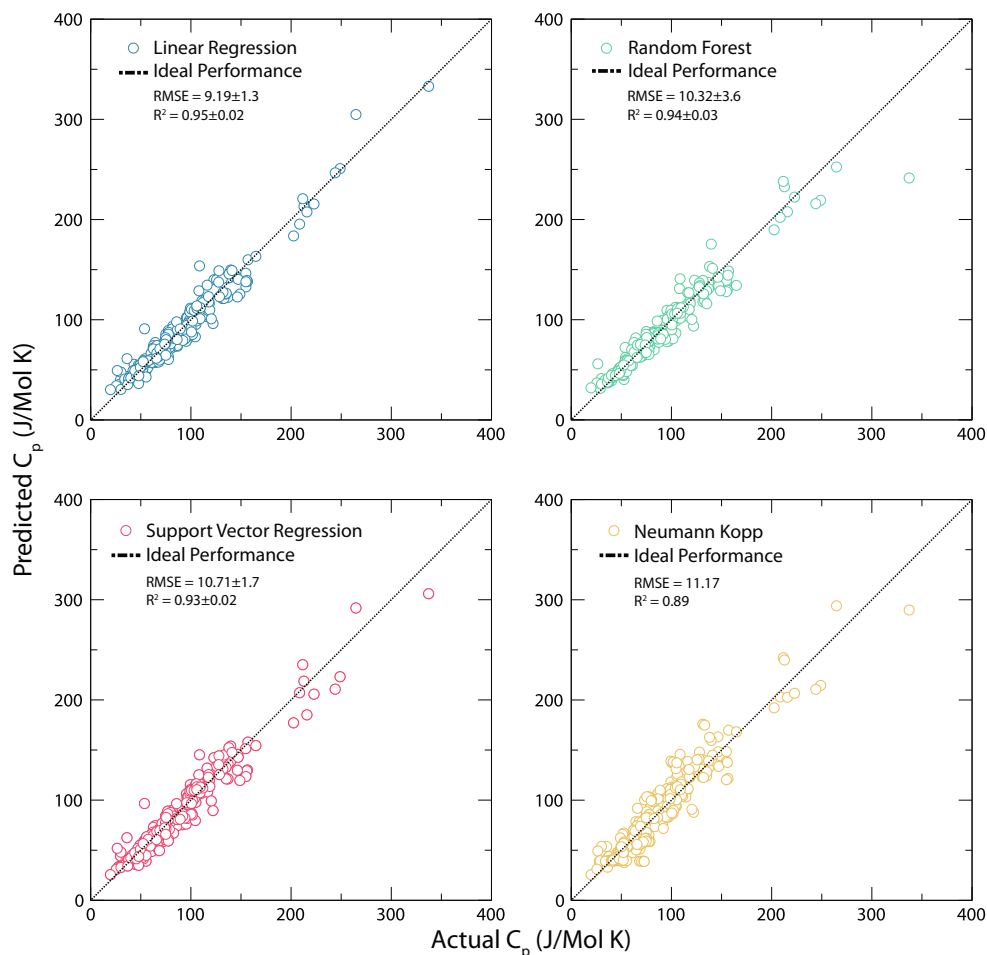 Linear Regression
Ideal Performance
RMSE = 9.19±1.3
R² = 0.95±0.02
400
300
200
100
0
0 100 200 300 400
Random Forest
Ideal Performance
RMSE = 10.32±3.6
R² = 0.94±0.03
400
300
200
100
0
0 100 200 300 400
Predicted Cₚ (J/Mol K)
Support Vector Regression
Ideal Performance
RMSE = 10.71±1.7
R² = 0.93±0.02
400
300
200
100
0
0 100 200 300 400
Neumann Kopp
Ideal Performance
RMSE = 11.17
R² = 0.89
400
300
200
100
0
0 100 200 300 400
Actual Cₚ (J/Mol K)